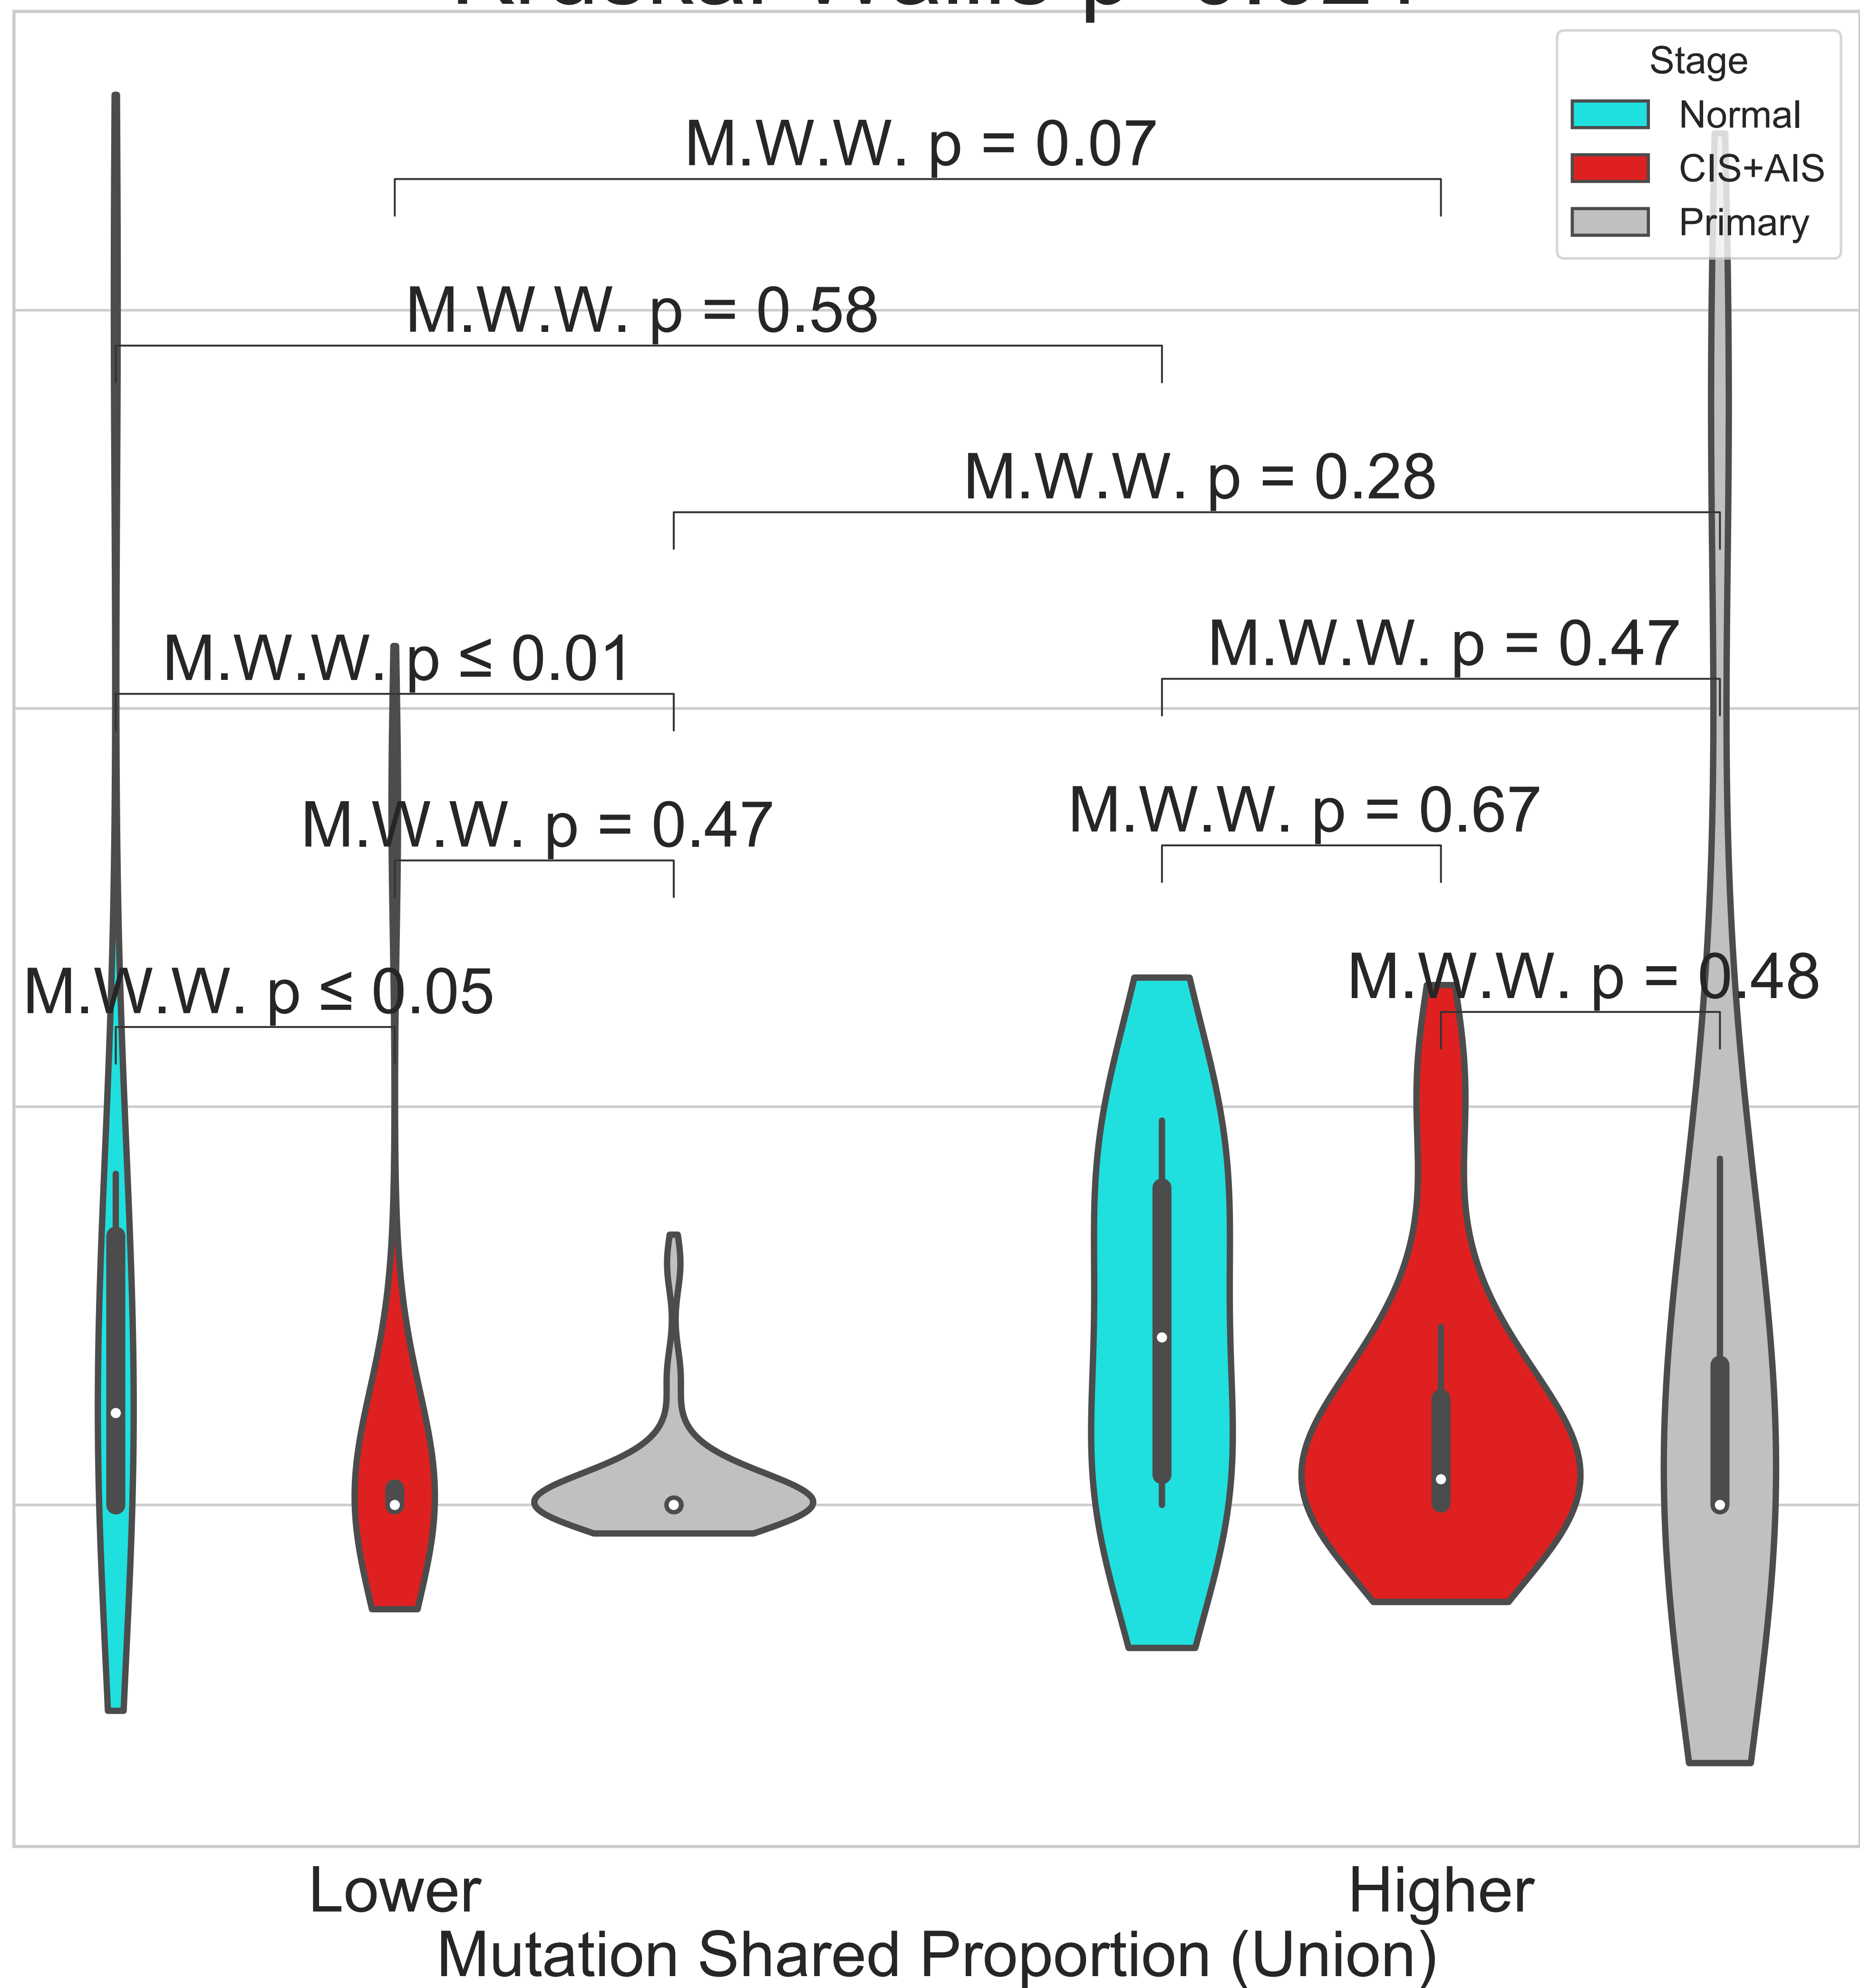 Stage
Normal
CIS+AIS
Primary
M.W.W. p = 0.07
M.W.W. p = 0.58
M.W.W. p = 0.28
M.W.W. p ≤ 0.01
M.W.W. p = 0.47
M.W.W. p = 0.47
M.W.W. p = 0.67
M.W.W. p ≤ 0.05
M.W.W. p = 0.48
Lower
Higher
Mutation Shared Proportion (Union)